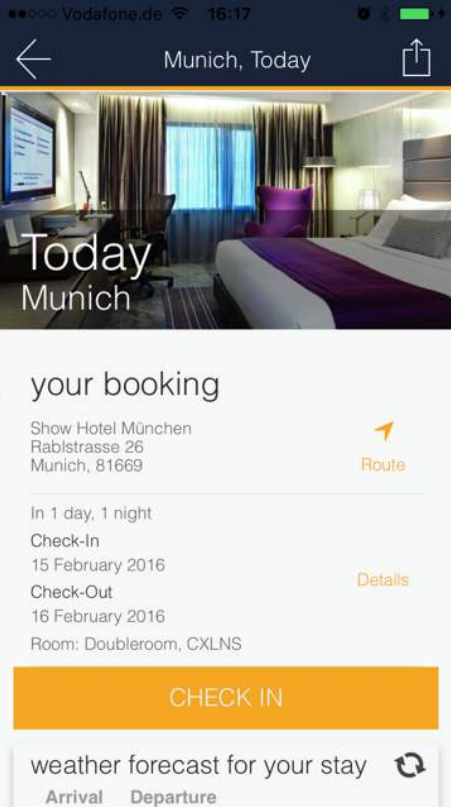 Vodafone.de 16:17
Munich, Today
Today
Munich
your booking
Show Hotel München
Rablstrasse 26
Munich, 81669
Route
In 1 day, 1 night
Check-In
15 February 2016
Details
Check-Out
16 February 2016
Room: Doubleroom, CXLNS
CHECK IN
weather forecast for your stay
Arrival Departure